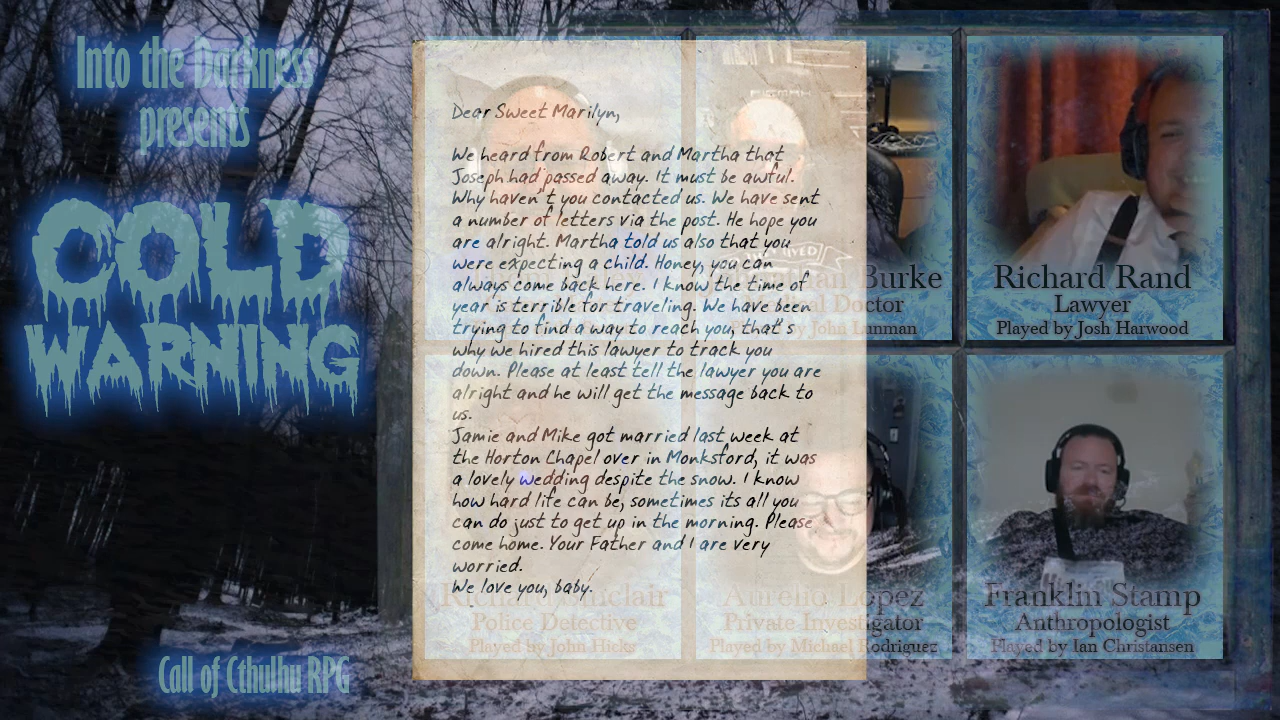 Into the Darkness
presents
COLD
WARNING
Call of Cthulhu RPG
Dear Sweet Marilyn,
We heard from Robert and Martha that
Joseph had passed away. It must be awful.
Why haven't you contacted us. We have sent
a number of letters via the post. He hope you
are alright. Martha told us also that you
were expecting a child. Honey, you can
always come back here. I know the time of
year is terrible for traveling. We have been
trying to find a way to reach you, that's
why we hired this lawyer to track you
down. Please at least tell the lawyer you are
alright and he will get the message back to
us.
Jamie and Mike got married last week at
the Horton Chapel over in Monksford, it was
a lovely wedding despite the snow. I know
how hard life can be, sometimes its all you
can do just to get up in the morning. Please
come home. Your Father and I are very
worried.
We love you, baby.
Burke
Medical Doctor
Played by John Lanman
Richard Rand
Lawyer
Played by Josh Harwood
Richard Sinclair
Police Detective
Played by John Hicks
Aurelio Lopez
Private Investigator
Played by Michael Rodriguez
Franklin Stamp
Anthropologist
Played by Ian Christansen